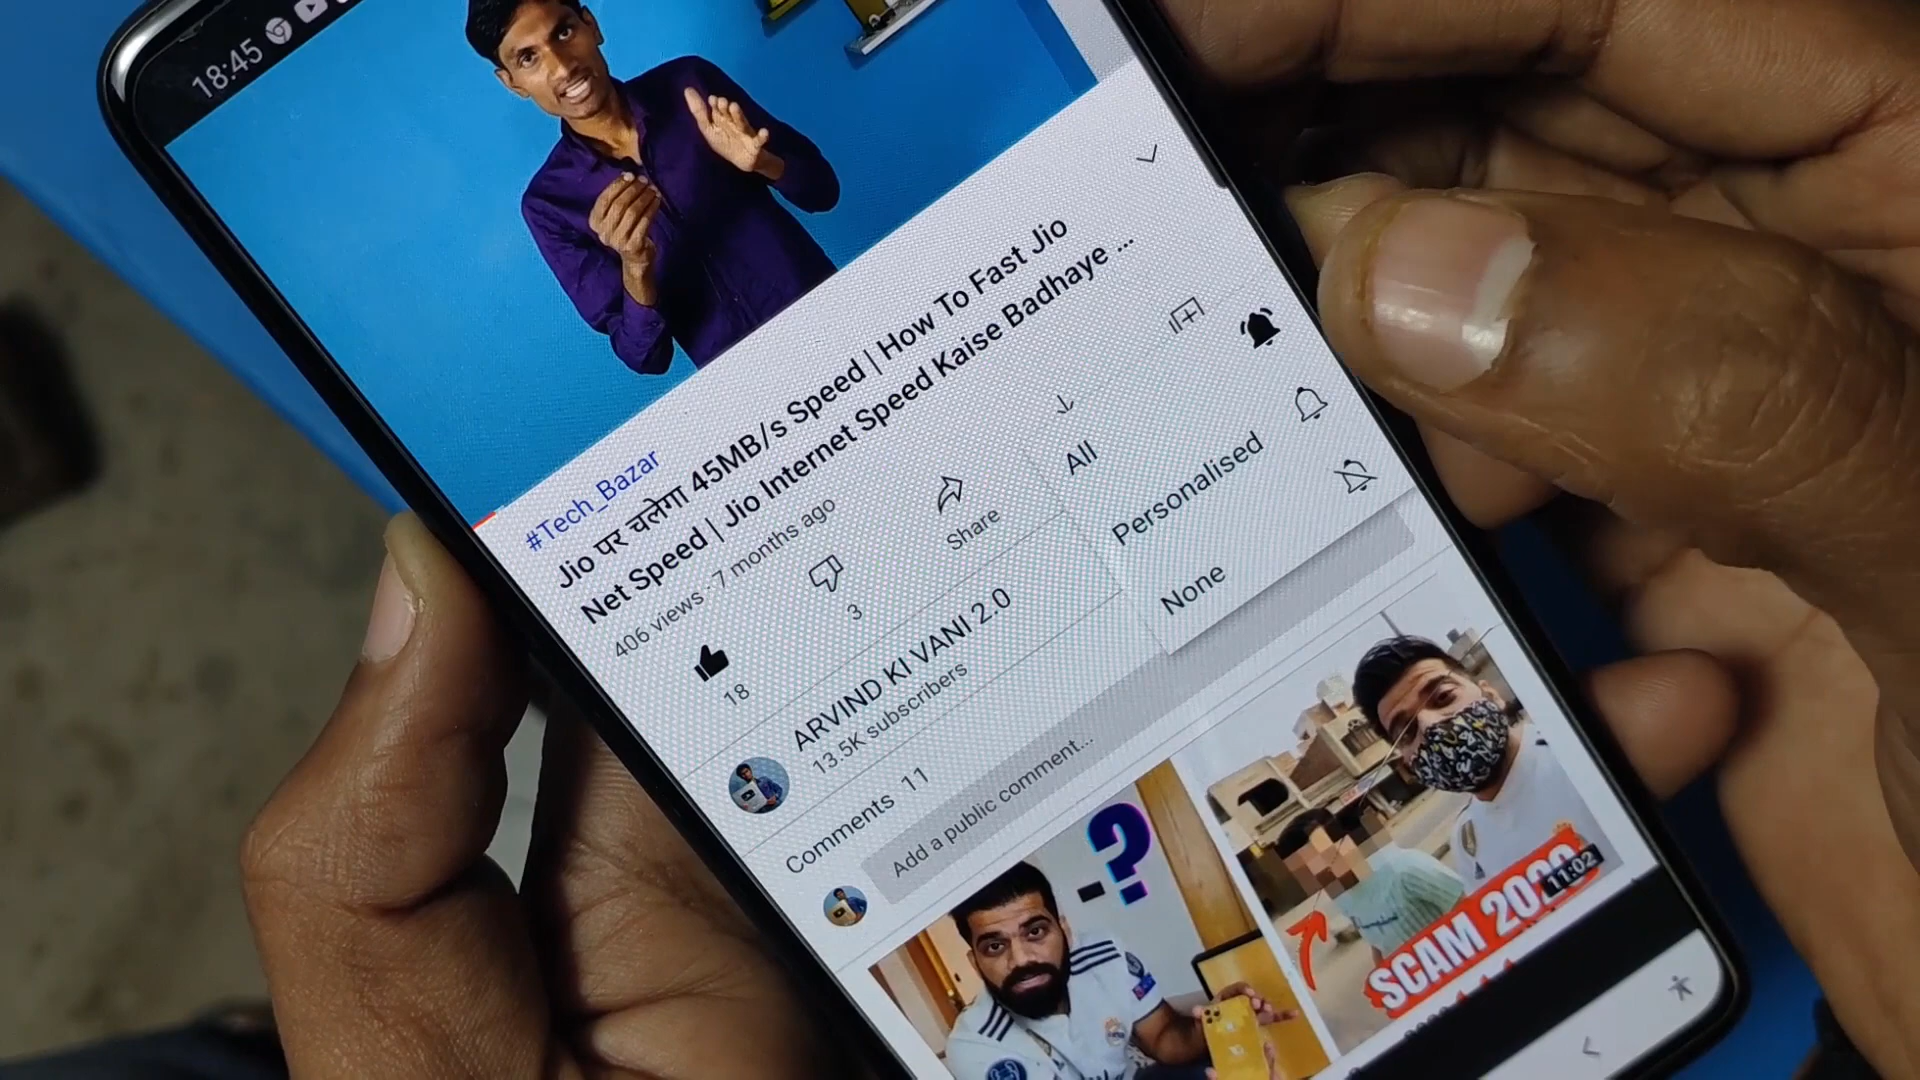 18:45
#Tech_Bazar
Jio पर चलेगा 45MB/s Speed | How To Fast Jio
Net Speed | Jio Internet Speed Kaise Badhaye ...
406 views · 7 months ago
18
3
Share
All
Personalised
None
ARVIND KI VANI 2.0
13.5K subscribers
Comments 11
Add a public comment...
-?
SCAM 2020
11:02